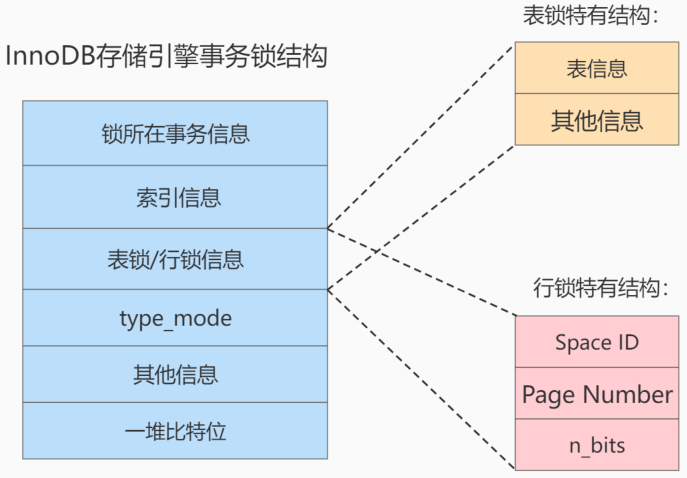 InnoDB存储引擎事务锁结构
锁所在事务信息
索引信息
表锁/行锁信息
type_mode
其他信息
一堆比特位
表锁特有结构：
表信息
其他信息
行锁特有结构：
Space ID
Page Number
n_bits